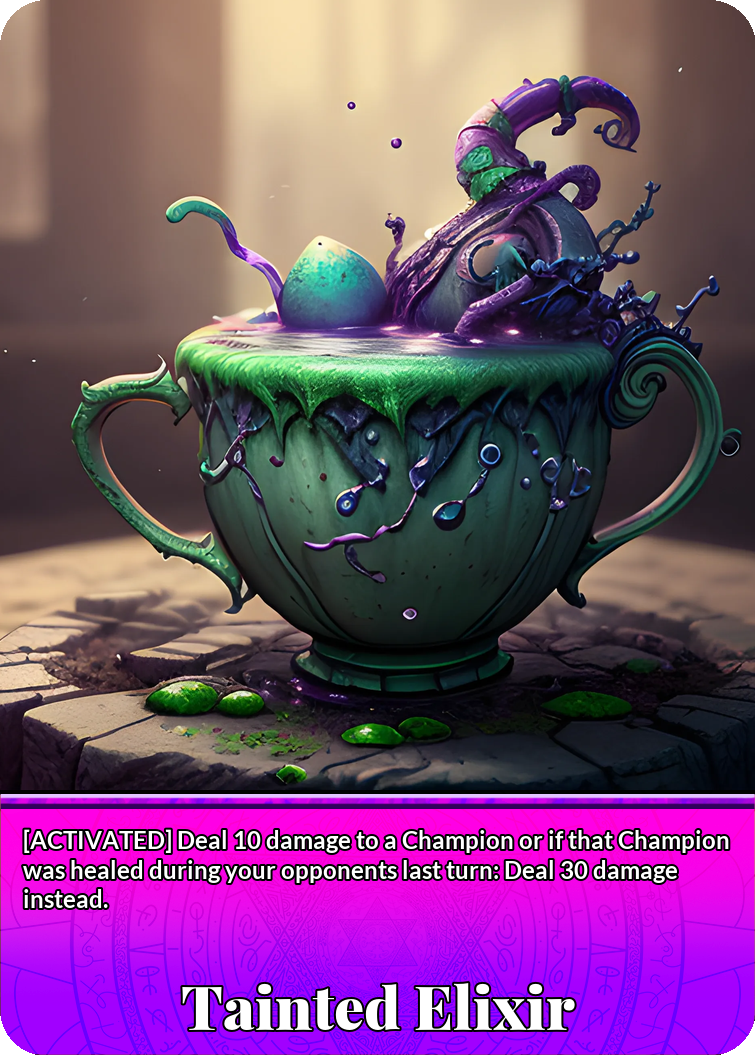 [ACTIVATED] Deal 10 damage to a Champion or if that Champion
was healed during your opponents last turn: Deal 30 damage
instead.
Tainted Elixir